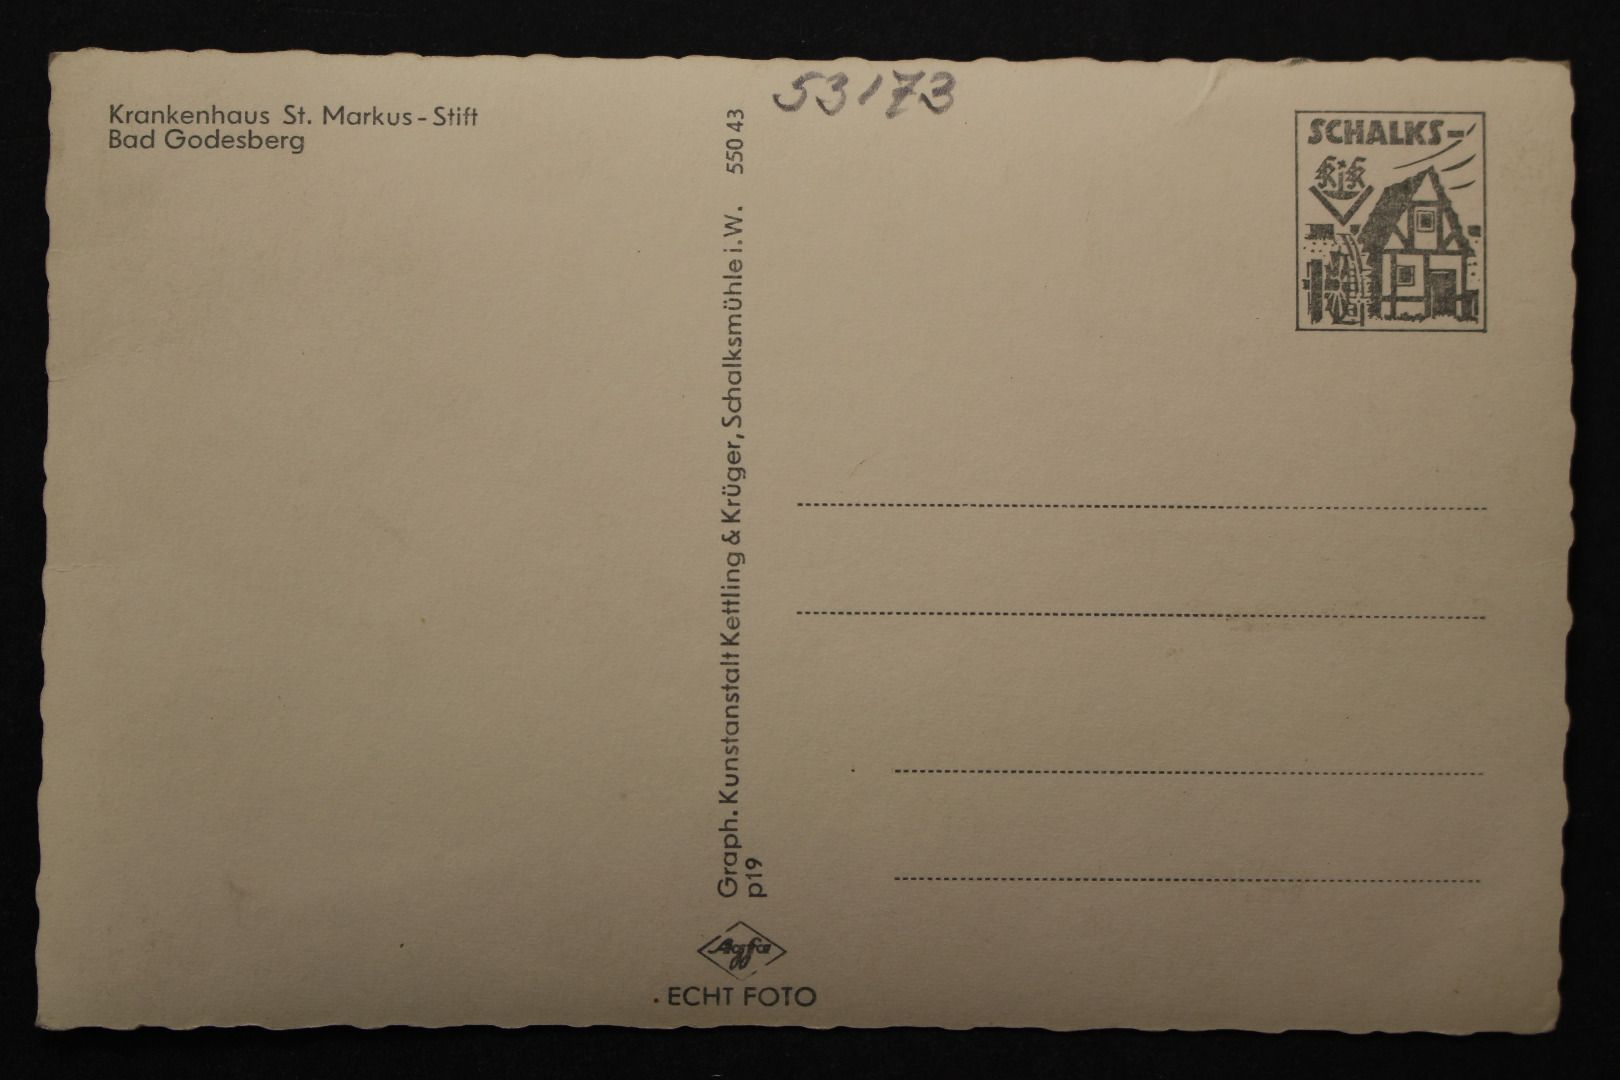 Krankenhaus St. Markus-Stift
Bad Godesberg
Graph. Kunstanstalt Kettling & Krüger, Schalksmühle i.W. 550 43
p19
Agfa
ECHT FOTO
53173
SCHALKS-
KjK